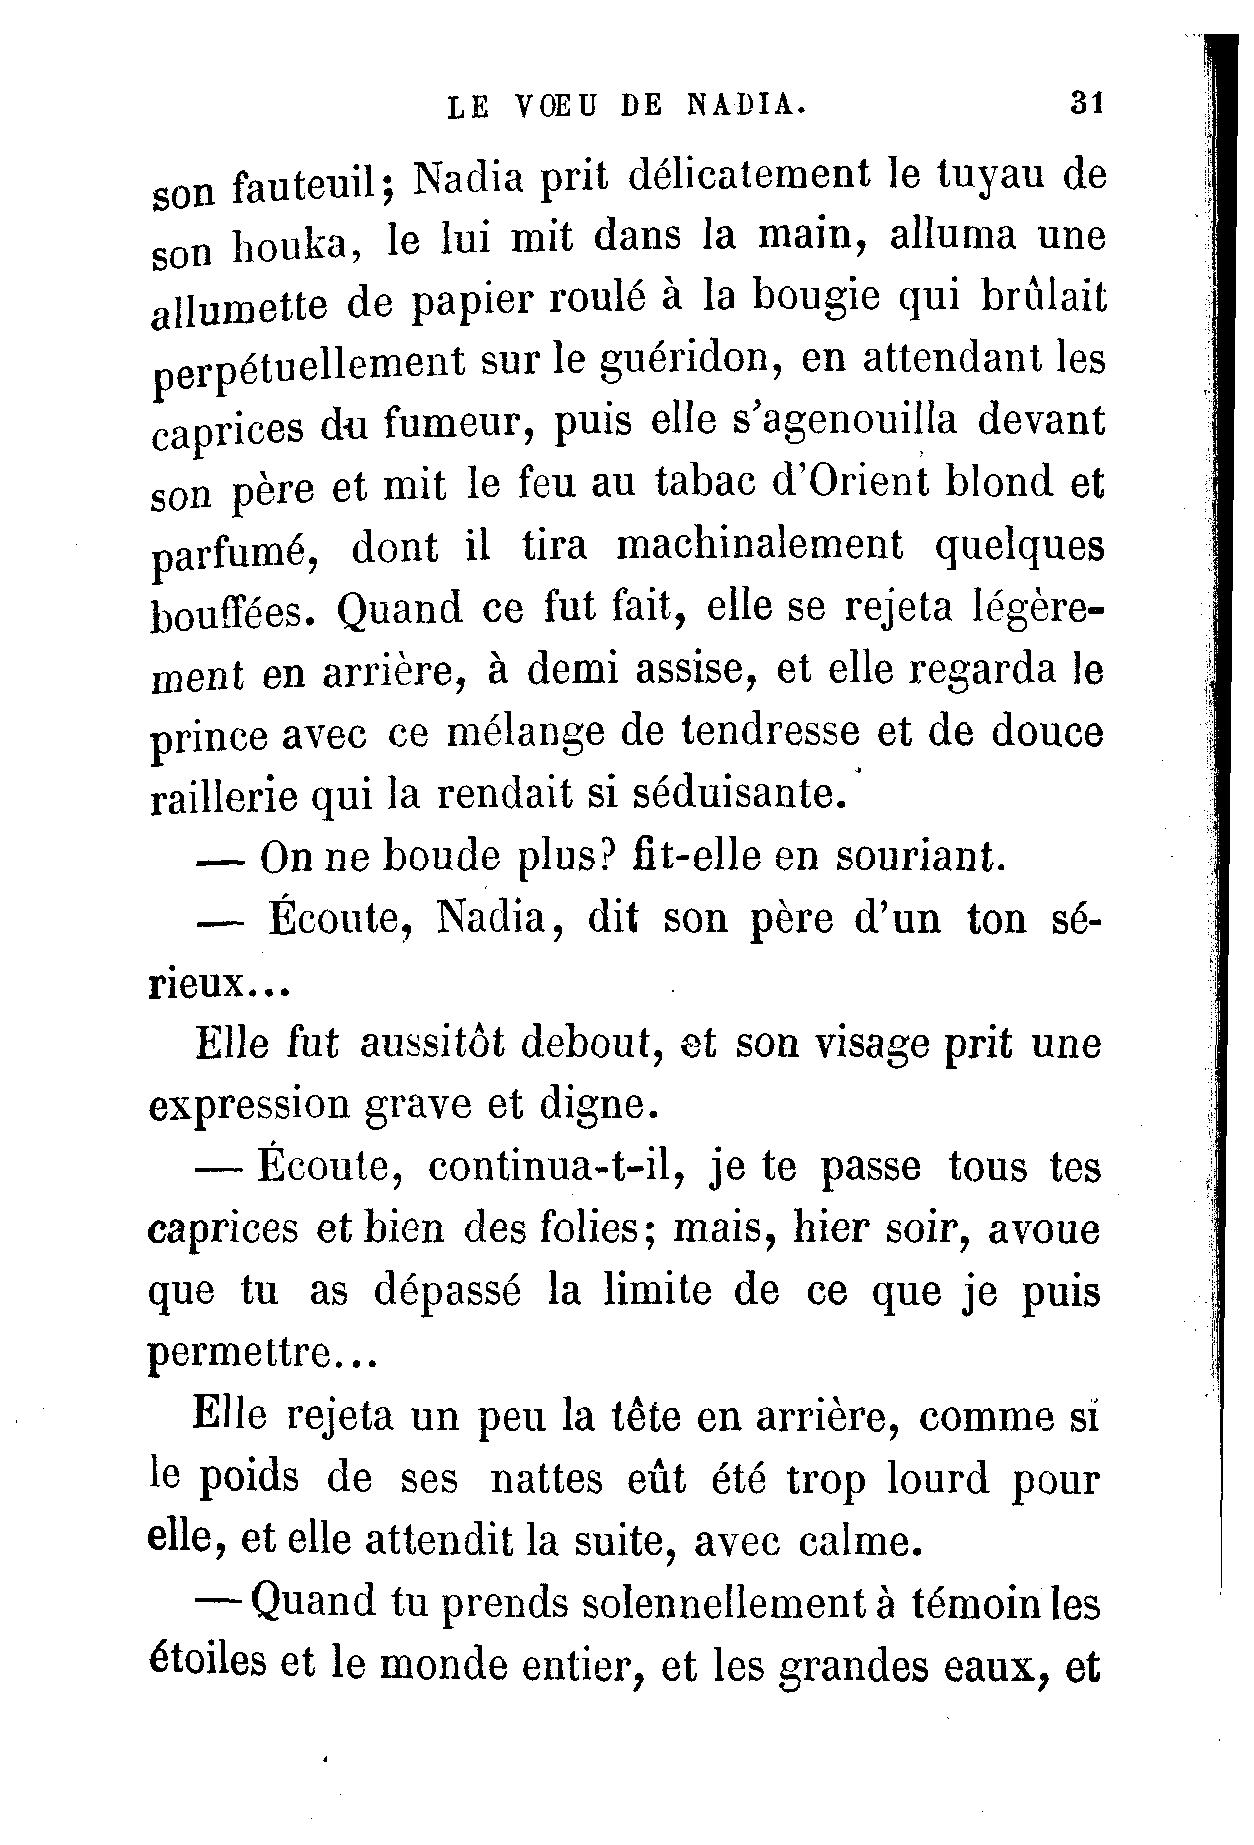 LE VŒU DE NADIA. 31
son fauteuil; Nadia prit délicatement le tuyau de
son houka, le lui mit dans la main, alluma une
allumette de papier roulé à la bougie qui brûlait
perpétuellement sur le guéridon, en attendant les
caprices du fumeur, puis elle s'agenouilla devant
son père et mit le feu au tabac d'Orient blond et
parfumé, dont il tira machinalement quelques
bouffées. Quand ce fut fait, elle se rejeta légère-
ment en arrière, à demi assise, et elle regarda le
prince avec ce mélange de tendresse et de douce
raillerie qui la rendait si séduisante.
— On ne boude plus? fit-elle en souriant.
— Écoute, Nadia, dit son père d'un ton sé-
rieux...
Elle fut aussitôt debout, et son visage prit une
expression grave et digne.
— Écoute, continua-t-il, je te passe tous tes
caprices et bien des folies; mais, hier soir, avoue
que tu as dépassé la limite de ce que je puis
permettre...
Elle rejeta un peu la tête en arrière, comme si
le poids de ses nattes eût été trop lourd pour
elle, et elle attendit la suite, avec calme.
— Quand tu prends solennellement à témoin les
étoiles et le monde entier, et les grandes eaux, et